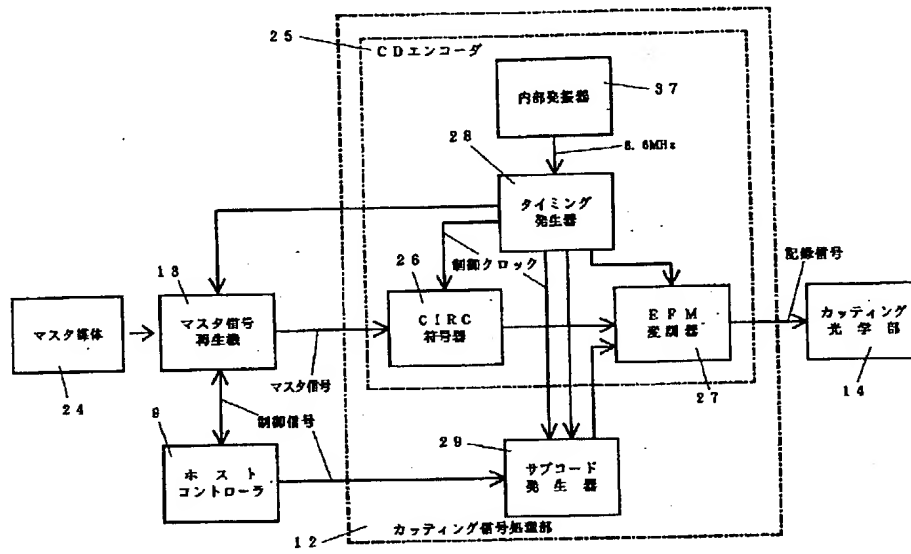 25
CDエンコーダ
内部発振器
37
28
8.6MHz
タイミング
発生器
13
26
制御クロック
記録信号
マスタ媒体
マスタ信号
再生機
CIRC
符号器
EFM
変調器
カッティング
光学部
24
マスタ信号
27
14
9
制御信号
29
ホスト
コントローラ
サブコード
発生器
12
カッティング信号処理部